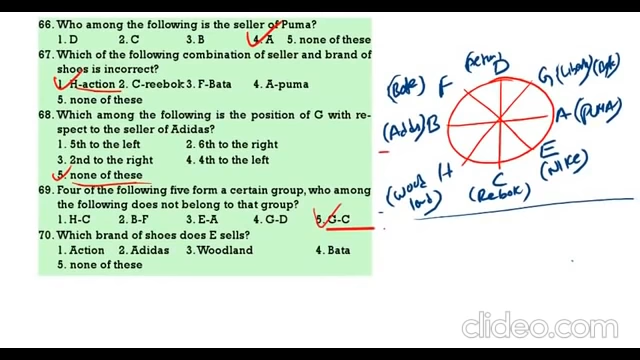 66. Who among the following is the seller of Puma?
1. D 2. C 3. B 4. A 5. none of these
67. Which of the following combination of seller and brand of
shoes is incorrect?
1. H-action 2. C-reebok 3. F-Bata 4. A-puma
5. none of these
68. Which among the following is the position of G with re-
spect to the seller of Adidas?
1. 5th to the left 2. 6th to the right
3. 2nd to the right 4. 4th to the left
5. none of these
69. Four of the following five form a certain group, who among
the following does not belong to that group?
1. H-C 2. B-F 3. E-A 4. G-D 5. G-C
70. Which brand of shoes does E sells?
1. Action 2. Adidas 3. Woodland 4. Bata
5. none of these
D
F
G (Liberty)
A (PUMA)
B
E
(NIKE)
H
C
(Rebok)
(Wood
land)
clideo.com